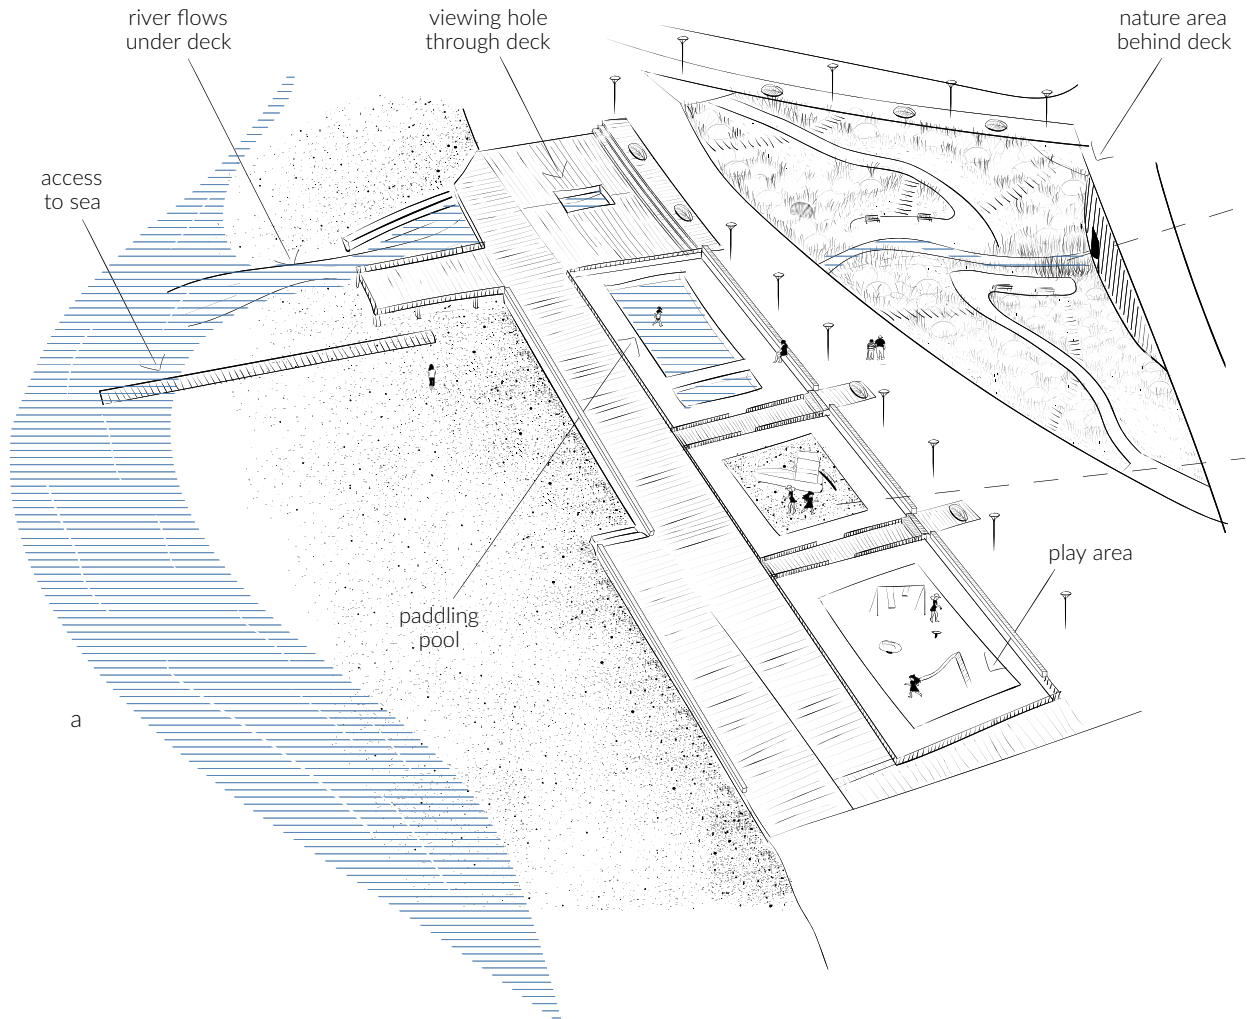 river flows
under deck
viewing hole
through deck
nature area
behind deck
access
to sea
play area
paddling
pool
a